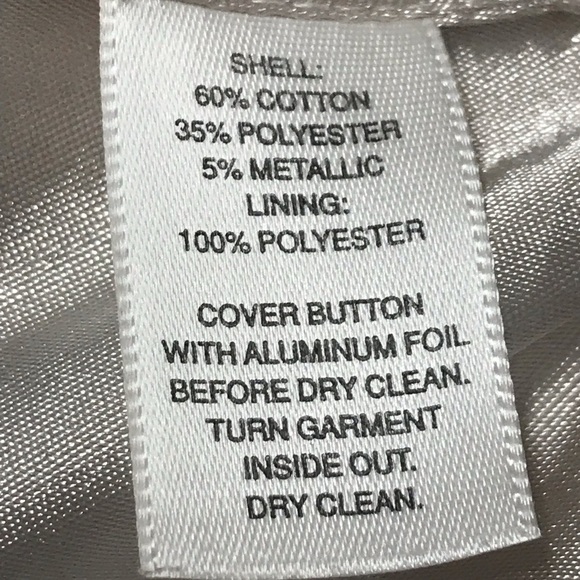 SHELL:
60% COTTON
35% POLYESTER
5% METALLIC
LINING:
100% POLYESTER
COVER BUTTON
WITH ALUMINUM FOIL
BEFORE DRY CLEAN.
TURN GARMENT
INSIDE OUT.
DRY CLEAN.